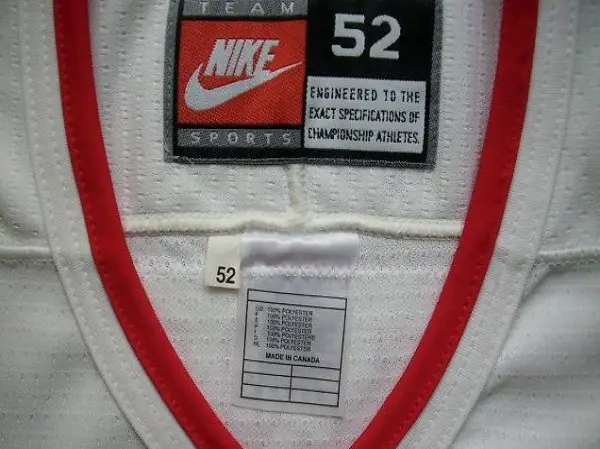 TEAM
NIKE
SPORTS
52
ENGINEERED TO THE
EXACT SPECIFICATIONS OF
CHAMPIONSHIP ATHLETES.
52
100% POLYESTER
100% POLYESTER
100% POLYESTER
100% POLYESTER
100% POLYESTERE
100% POLYESTER
100% POLYESTER
MADE IN CANADA